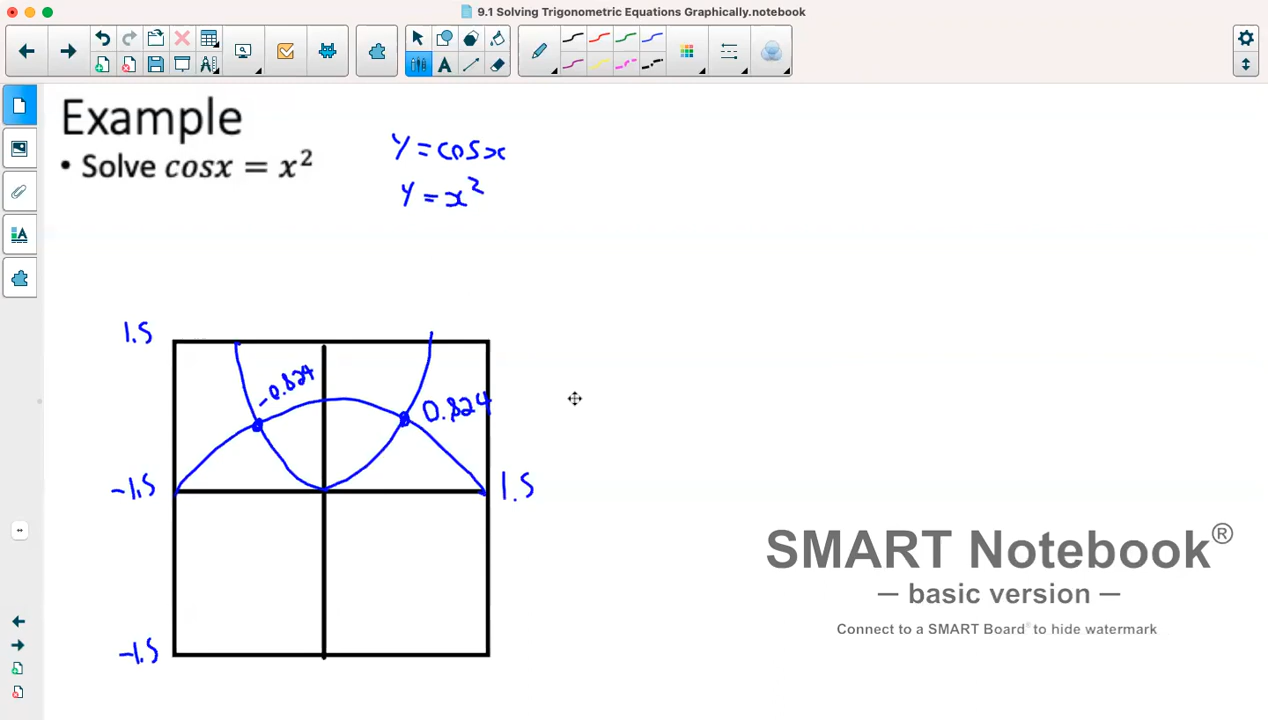 9.1 Solving Trigonometric Equations Graphically.notebook
Example
• Solve cosx = x²
y = cosx
y = x²
1.5
-0.824
0.824
-1.5
1.5
-1.5
SMART Notebook®
— basic version —
Connect to a SMART Board® to hide watermark